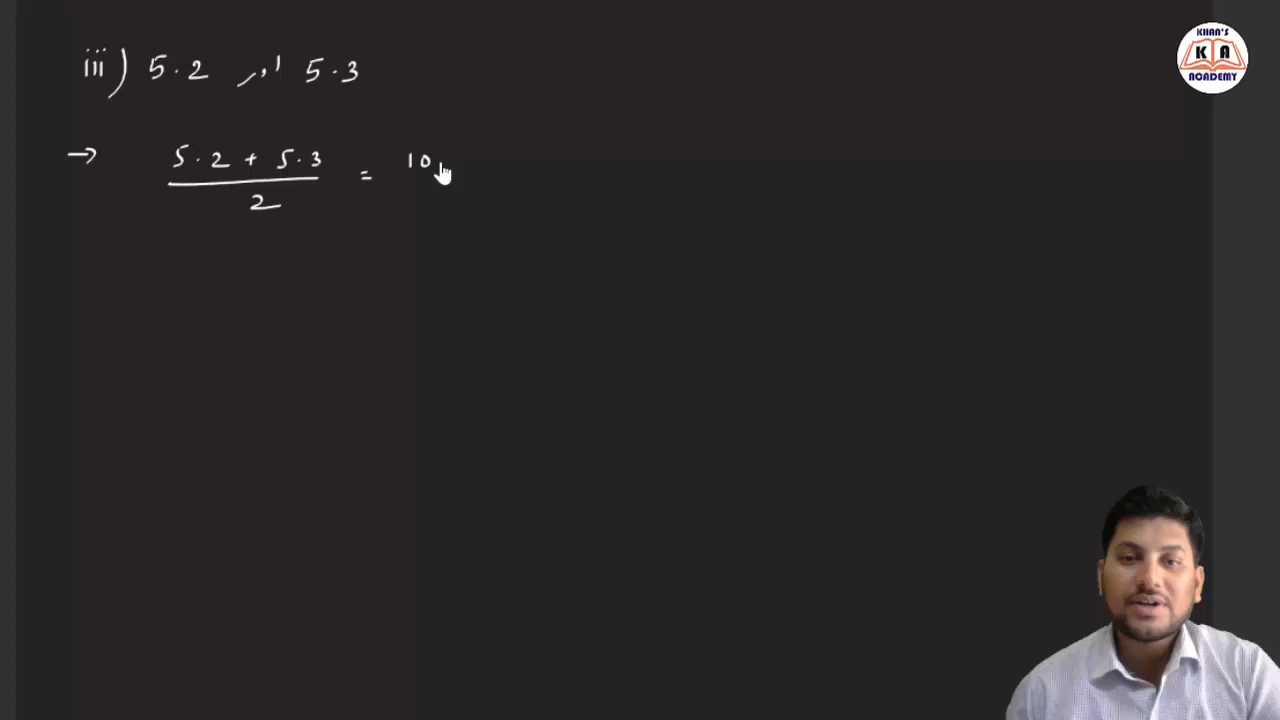 iii) 5.2 اور 5.3
→ 5.2 + 5.3 / 2 = 10
KHAN'S
K A
ACADEMY